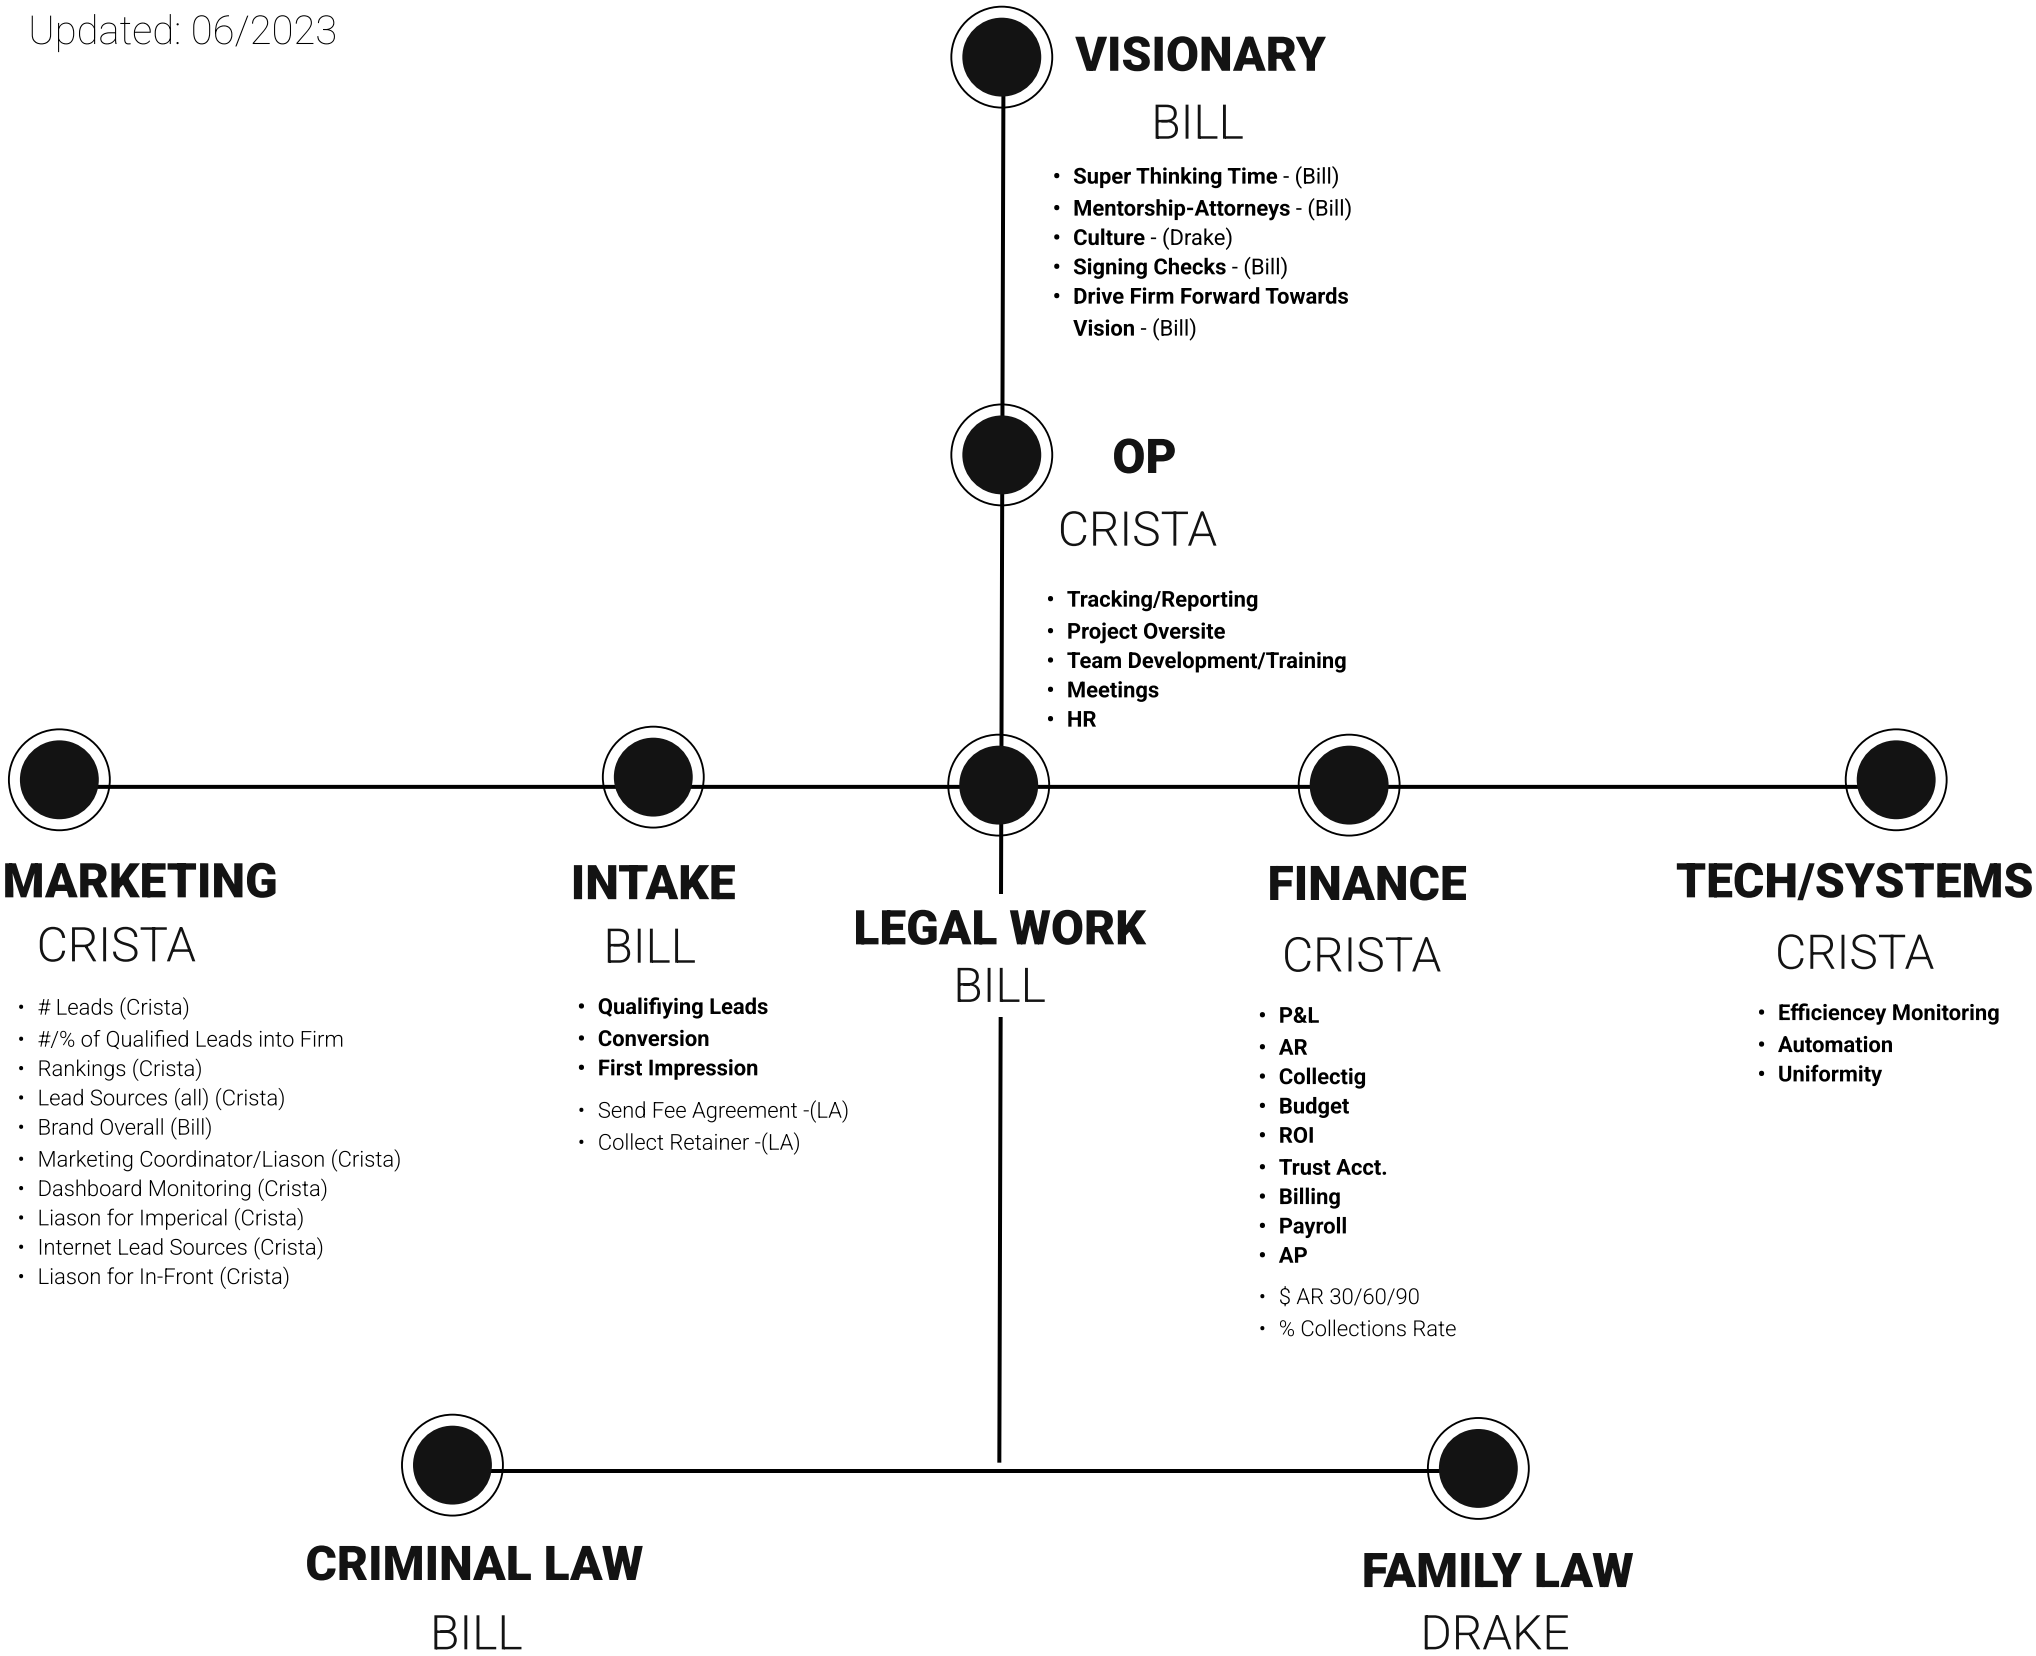 Updated: 06/2023
VISIONARY
BILL
• Super Thinking Time - (Bill)
• Mentorship-Attorneys - (Bill)
• Culture - (Drake)
• Signing Checks - (Bill)
• Drive Firm Forward Towards
Vision - (Bill)
OP
CRISTA
• Tracking/Reporting
• Project Oversite
• Team Development/Training
• Meetings
• HR
MARKETING
CRISTA
• # Leads (Crista)
• #/% of Qualified Leads into Firm
• Rankings (Crista)
• Lead Sources (all) (Crista)
• Brand Overall (Bill)
• Marketing Coordinator/Liason (Crista)
• Dashboard Monitoring (Crista)
• Liason for Imperical (Crista)
• Internet Lead Sources (Crista)
• Liason for In-Front (Crista)
INTAKE
BILL
• Qualifiying Leads
• Conversion
• First Impression
• Send Fee Agreement -(LA)
• Collect Retainer -(LA)
LEGAL WORK
BILL
FINANCE
CRISTA
• P&L
• AR
• Collectig
• Budget
• ROI
• Trust Acct.
• Billing
• Payroll
• AP
• $ AR 30/60/90
• % Collections Rate
TECH/SYSTEMS
CRISTA
• Efficiencey Monitoring
• Automation
• Uniformity
CRIMINAL LAW
BILL
FAMILY LAW
DRAKE